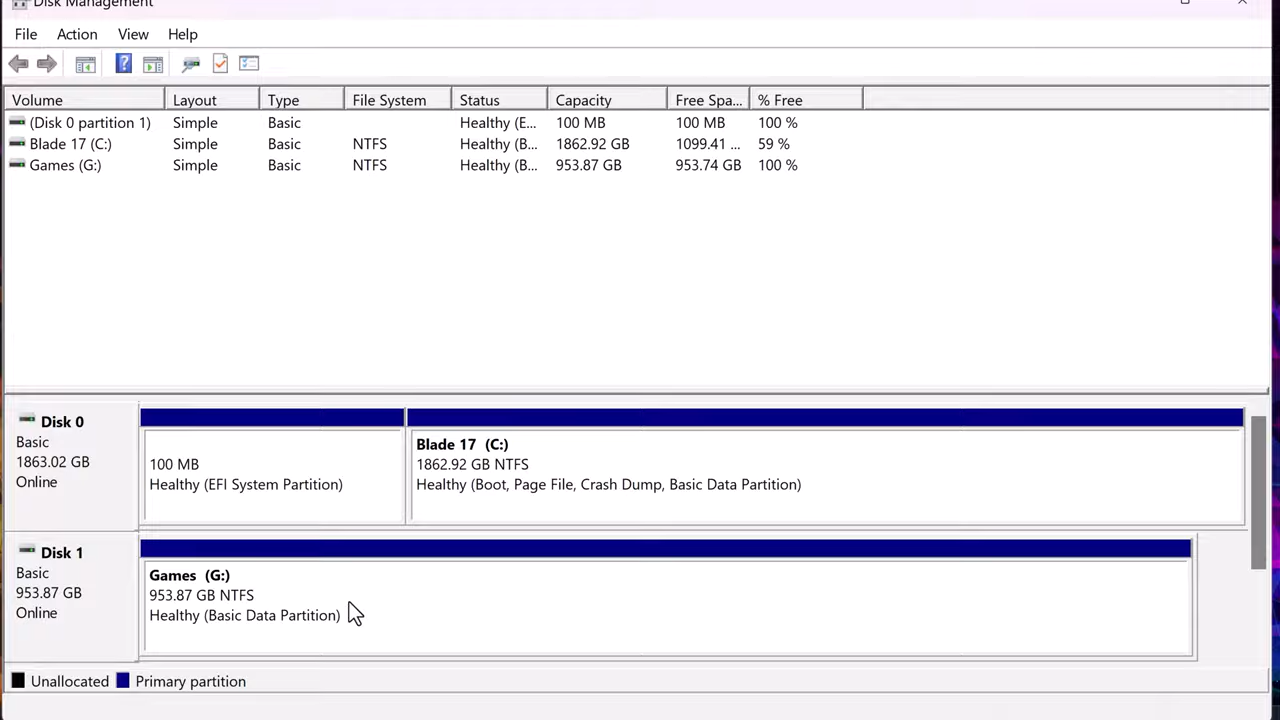 Disk Management
File Action View Help
Volume Layout Type File System Status Capacity Free Spa... % Free
(Disk 0 partition 1) Simple Basic Healthy (E... 100 MB 100 MB 100 %
Blade 17 (C:) Simple Basic NTFS Healthy (B... 1862.92 GB 1099.41 ... 59 %
Games (G:) Simple Basic NTFS Healthy (B... 953.87 GB 953.74 GB 100 %
Disk 0
Basic
1863.02 GB
Online
100 MB
Healthy (EFI System Partition)
Blade 17 (C:)
1862.92 GB NTFS
Healthy (Boot, Page File, Crash Dump, Basic Data Partition)
Disk 1
Basic
953.87 GB
Online
Games (G:)
953.87 GB NTFS
Healthy (Basic Data Partition)
Unallocated Primary partition